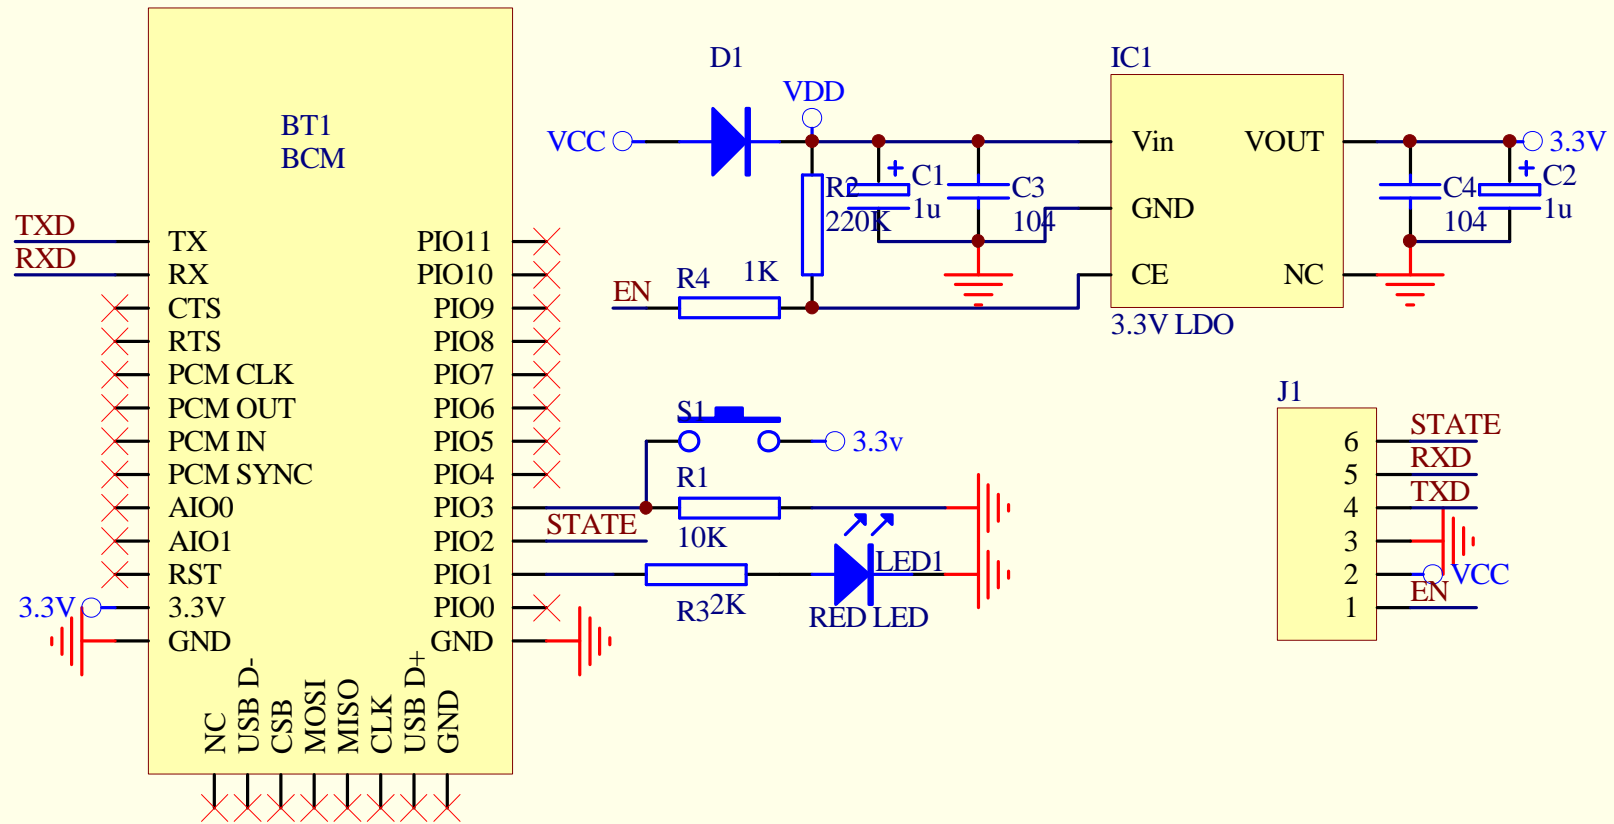 BT1
BCM
TXD
RXD
TX
RX
CTS
RTS
PCM CLK
PCM OUT
PCM IN
PCM SYNC
AIO0
AIO1
RST
3.3V
3.3V
GND
PIO11
PIO10
PIO9
PIO8
PIO7
PIO6
PIO5
PIO4
PIO3
PIO2
PIO1
PIO0
GND
NC
USB D-
CSB
MOSI
MISO
CLK
USB D+
GND
D1
VCC
VDD
R2
220K
+ C1
1u
C3
104
EN
R4 1K
IC1
Vin
GND
CE
VOUT
NC
3.3V LDO
3.3V
C4
104
+ C2
1u
S1
3.3v
R1
10K
STATE
LED1
RED LED
R3 2K
J1
6 STATE
5 RXD
4 TXD
3
2 VCC
1 EN